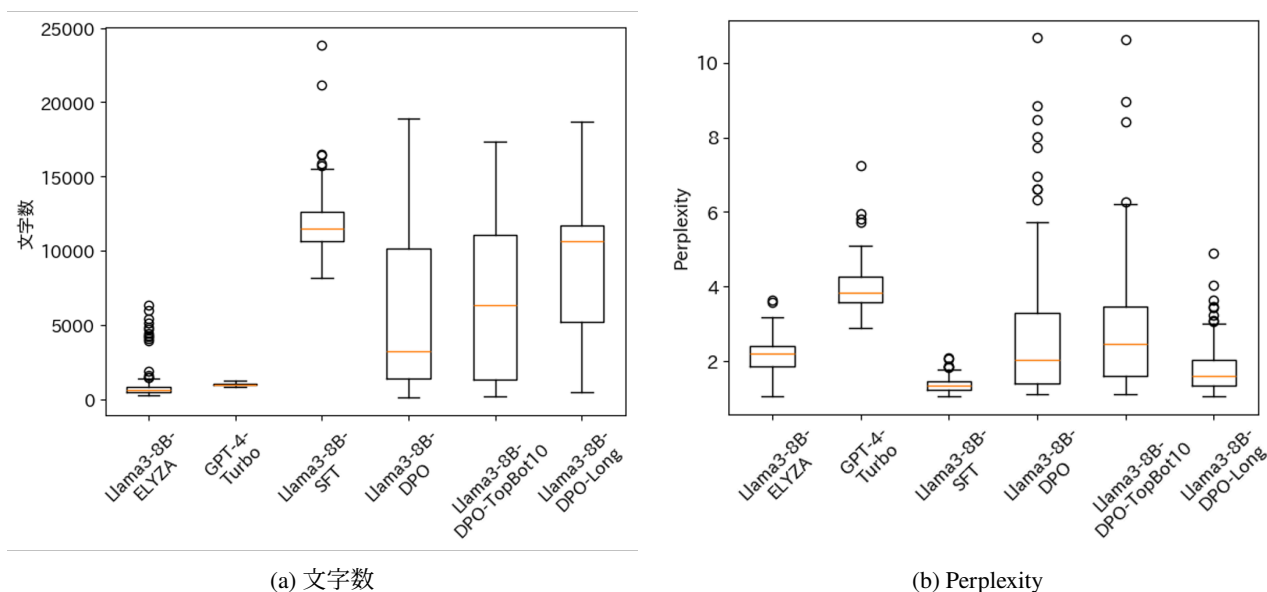 25000
20000
15000
10000
5000
0
文字数
Llama3-8B-
ELYZA
GPT-4-
Turbo
Llama3-8B-
SFT
Llama3-8B-
DPO
Llama3-8B-
DPO-TopBot10
Llama3-8B-
DPO-Long
(a) 文字数
10
8
6
4
2
Perplexity
Llama3-8B-
ELYZA
GPT-4-
Turbo
Llama3-8B-
SFT
Llama3-8B-
DPO
Llama3-8B-
DPO-TopBot10
Llama3-8B-
DPO-Long
(b) Perplexity